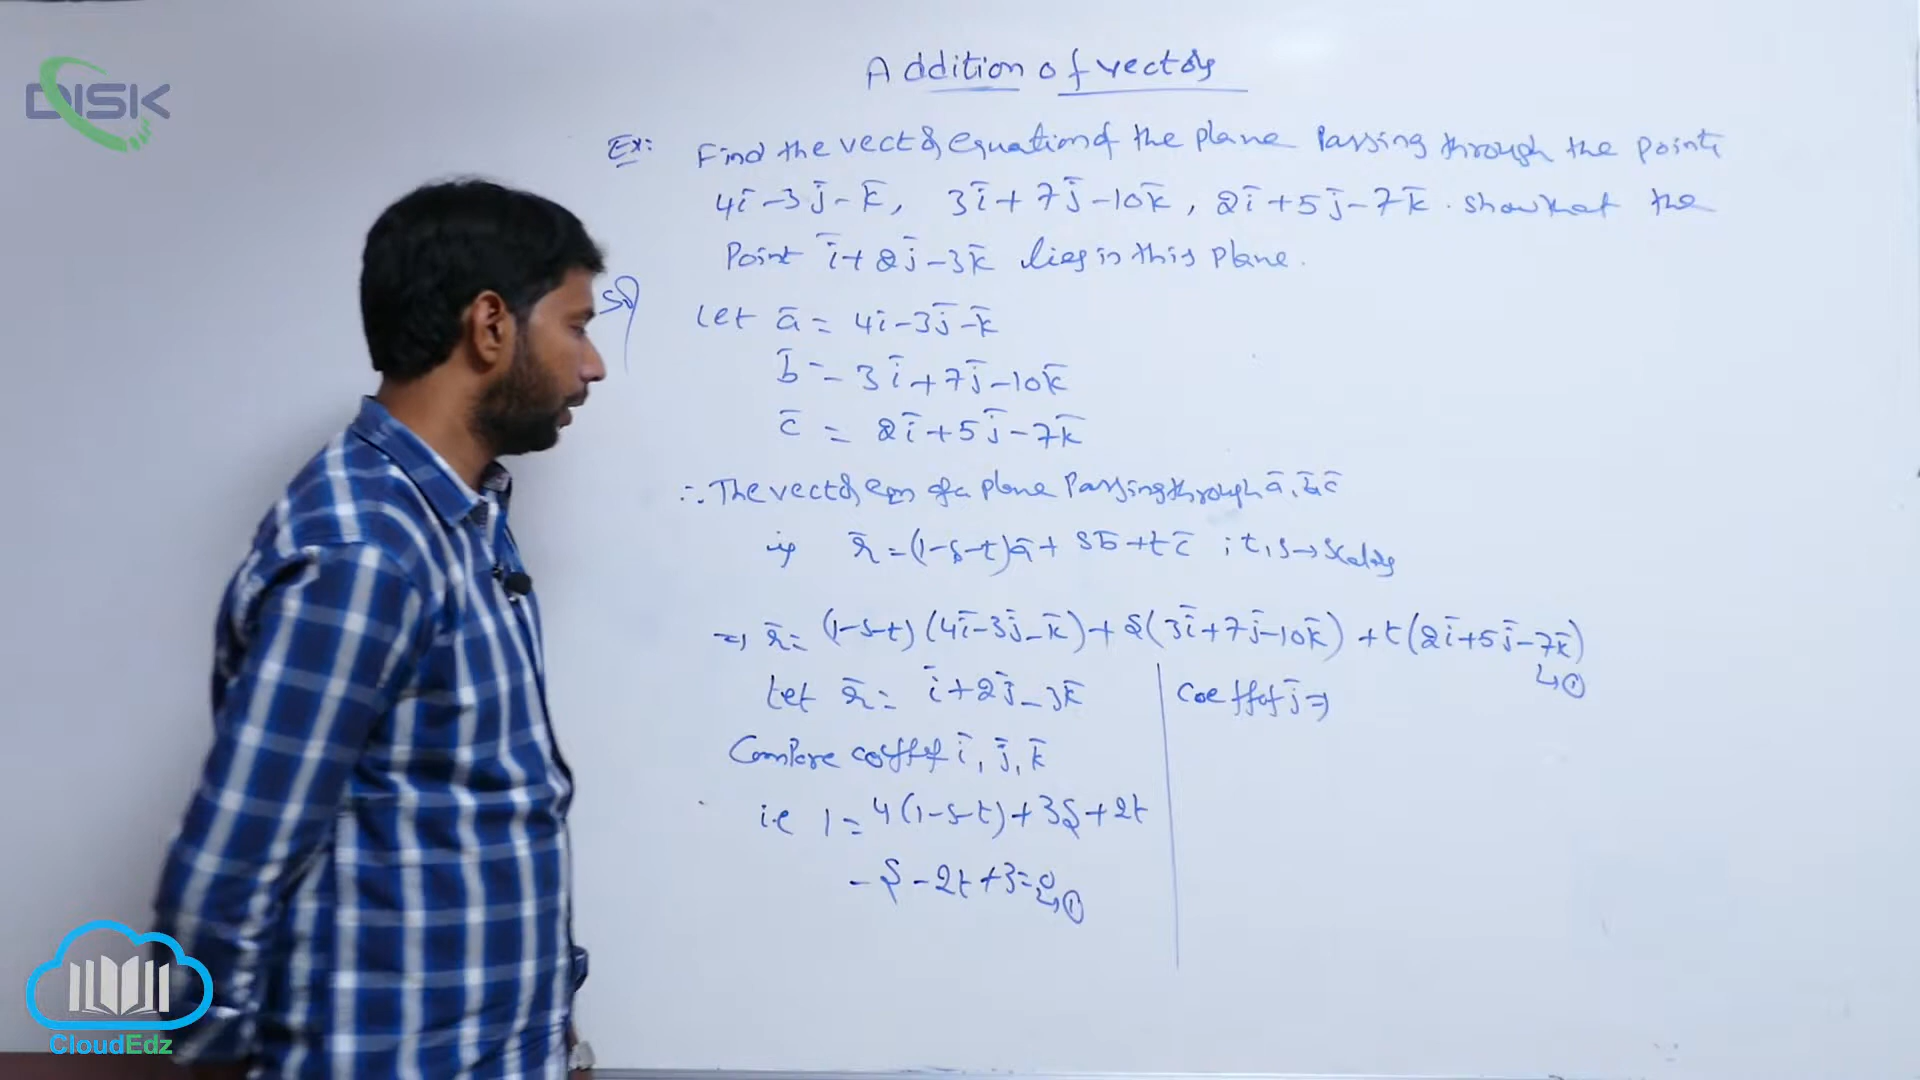 DISK
Addition of vectors
Ex: Find the vector equation of the plane Passing through the points
4i̅ - 3j̅ - k̅, 3i̅ + 7j̅ - 10k̅, 2i̅ + 5j̅ - 7k̅. show that the
Point i̅ + 2j̅ - 3k̅ lies in this plane.
Sol
Let a̅ = 4i̅ - 3j̅ - k̅
b̅ = 3i̅ + 7j̅ - 10k̅
c̅ = 2i̅ + 5j̅ - 7k̅
∴ The vector eqn of a plane Passing through a̅, b̅, c̅
is r̅ = (1-s-t)a̅ + sb̅ + tc̅ ; t, s → scalars
⇒ r̅ = (1-s-t)(4i̅ - 3j̅ - k̅) + s(3i̅ + 7j̅ - 10k̅) + t(2i̅ + 5j̅ - 7k̅)
↳ ①
Let r̅ = i̅ + 2j̅ - 3k̅
Compare coeff of i̅, j̅, k̅
i.e 1 = 4(1-s-t) + 3s + 2t
-s - 2t + 3 = 0
↳ ①
Coeff of j̅ ⇒
CloudEdz